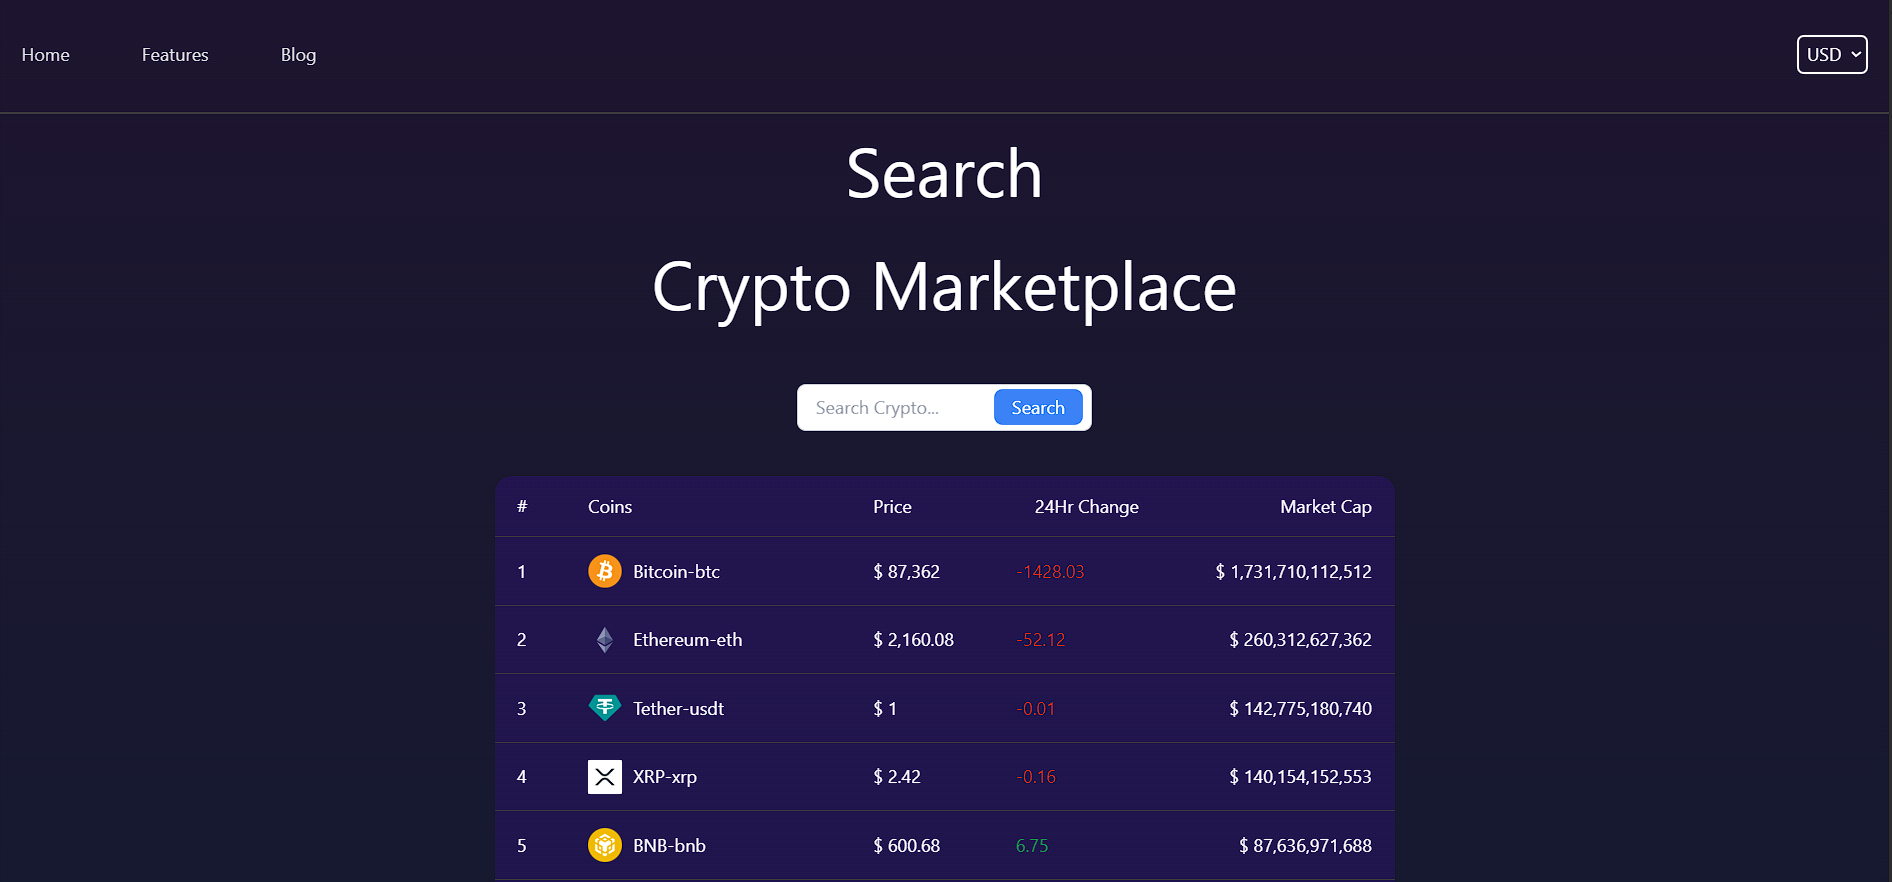 Home Features Blog USD
Search
Crypto Marketplace
Search Crypto... Search
# Coins Price 24Hr Change Market Cap
1 Bitcoin-btc $ 87,362 -1428.03 $ 1,731,710,112,512
2 Ethereum-eth $ 2,160.08 -52.12 $ 260,312,627,362
3 Tether-usdt $ 1 -0.01 $ 142,775,180,740
4 XRP-xrp $ 2.42 -0.16 $ 140,154,152,553
5 BNB-bnb $ 600.68 6.75 $ 87,636,971,688